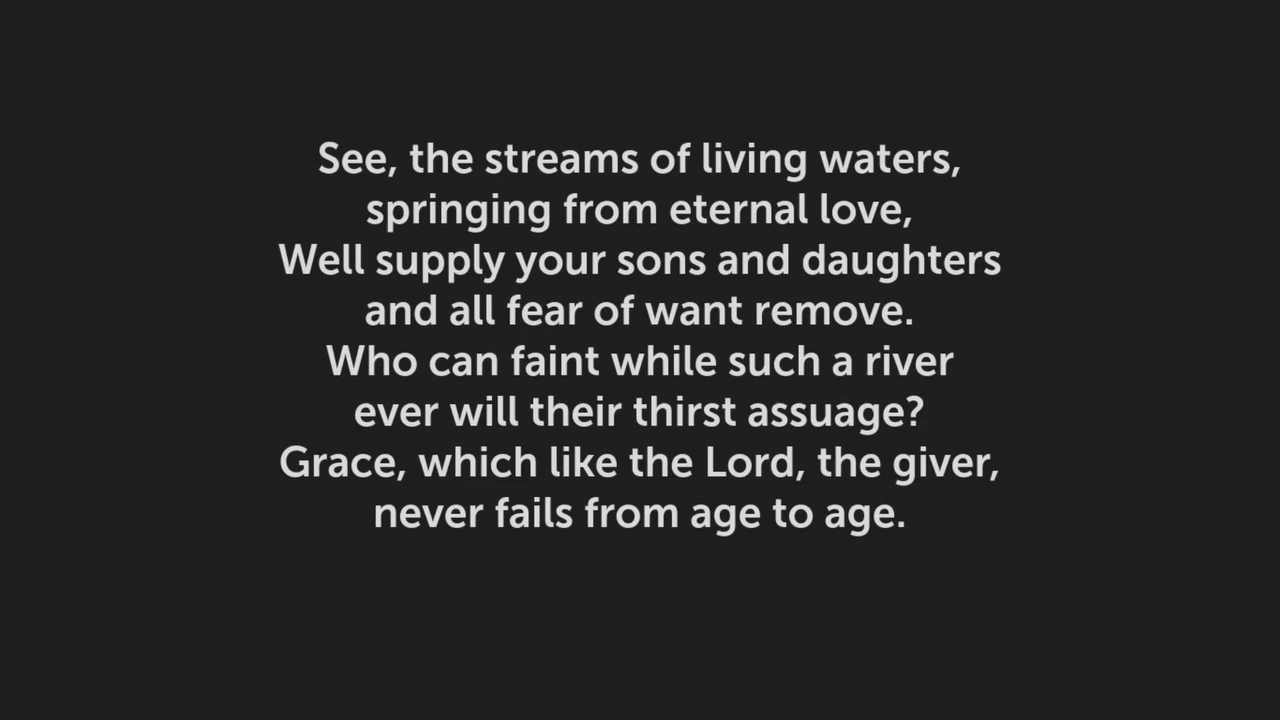 See, the streams of living waters,
springing from eternal love,
Well supply your sons and daughters
and all fear of want remove.
Who can faint while such a river
ever will their thirst assuage?
Grace, which like the Lord, the giver,
never fails from age to age.